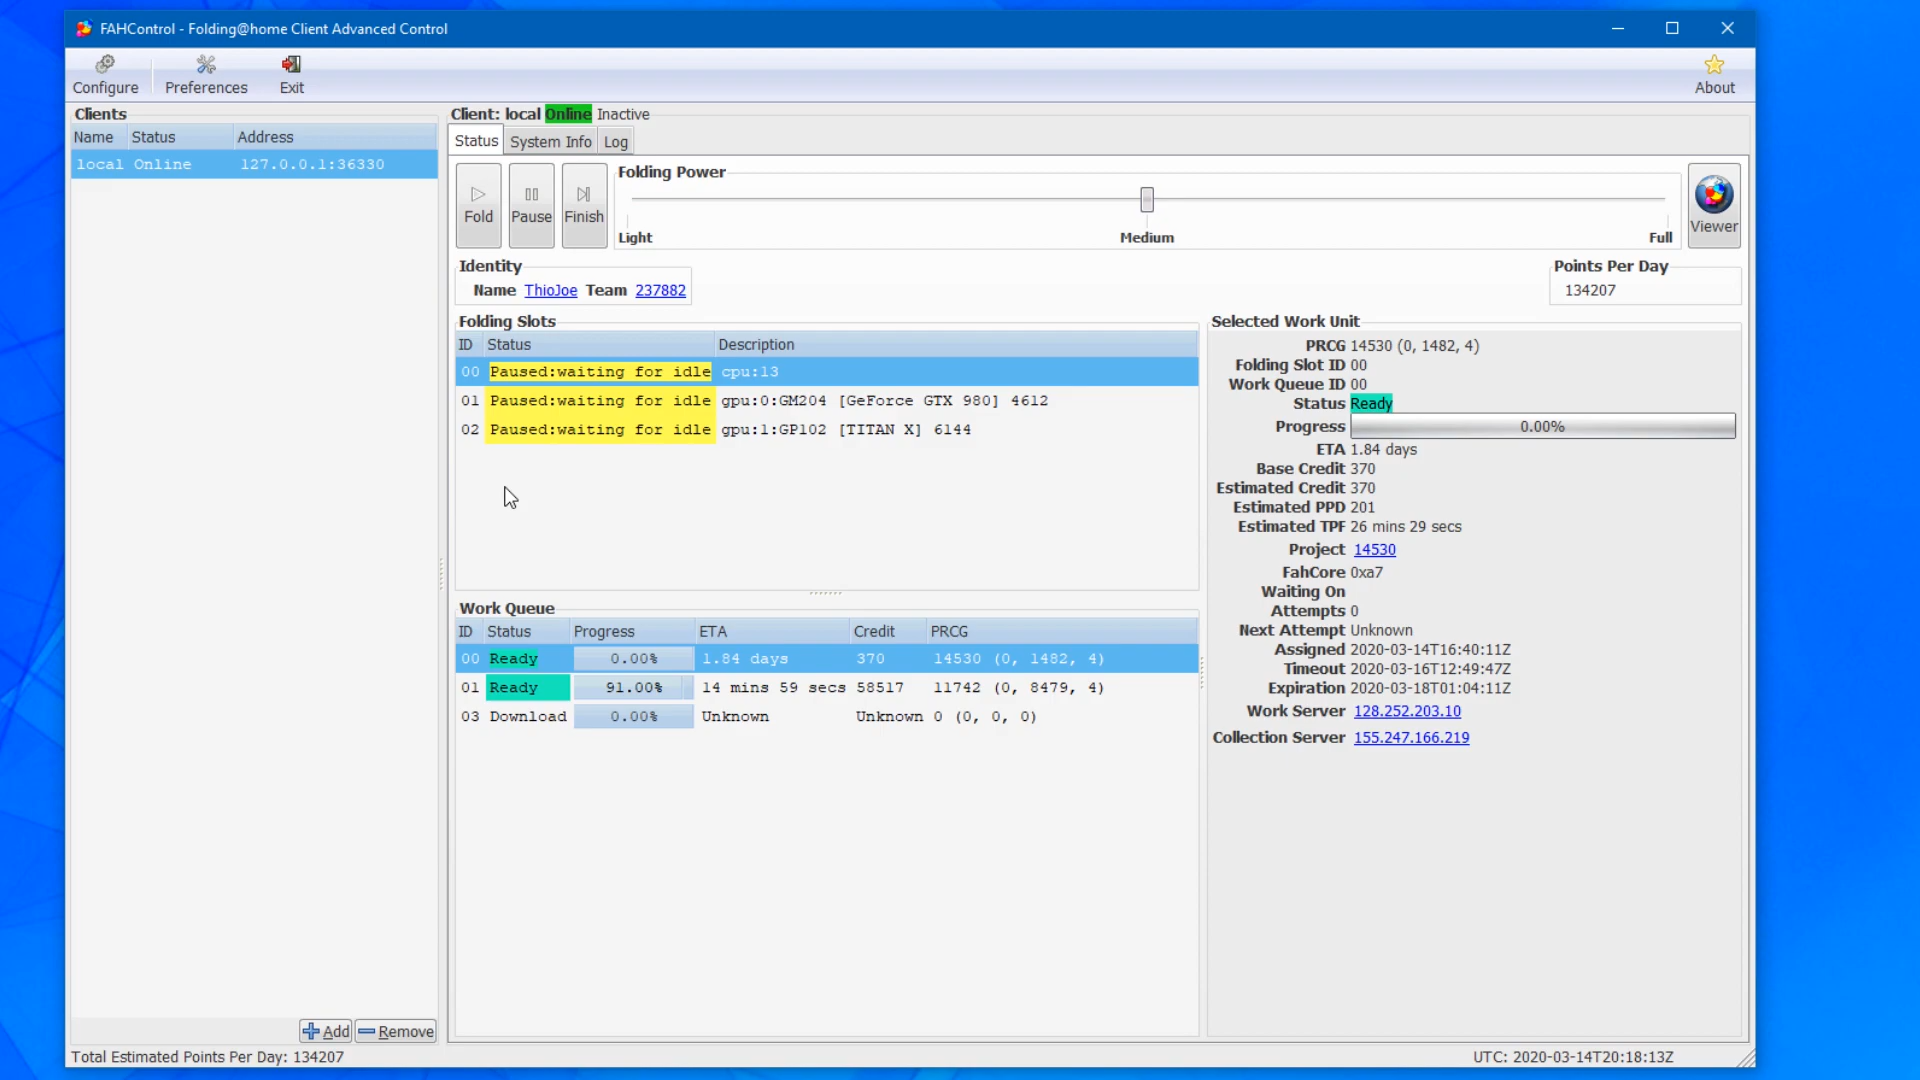 FAHControl - Folding@home Client Advanced Control
Configure Preferences Exit About
Clients
Name Status Address
local Online 127.0.0.1:36330
Client: local Online Inactive
Status System Info Log
Fold Pause Finish
Folding Power
Light Medium Full
Viewer
Identity
Name ThioJoe Team 237882
Points Per Day
134207
Folding Slots
ID Status Description
00 Paused:waiting for idle cpu:13
01 Paused:waiting for idle gpu:0:GM204 [GeForce GTX 980] 4612
02 Paused:waiting for idle gpu:1:GP102 [TITAN X] 6144
Work Queue
ID Status Progress ETA Credit PRCG
00 Ready 0.00% 1.84 days 370 14530 (0, 1482, 4)
01 Ready 91.00% 14 mins 59 secs 58517 11742 (0, 8479, 4)
03 Download 0.00% Unknown Unknown 0 (0, 0, 0)
Selected Work Unit
PRCG 14530 (0, 1482, 4)
Folding Slot ID 00
Work Queue ID 00
Status Ready
Progress 0.00%
ETA 1.84 days
Base Credit 370
Estimated Credit 370
Estimated PPD 201
Estimated TPF 26 mins 29 secs
Project 14530
FahCore 0xa7
Waiting On
Attempts 0
Next Attempt Unknown
Assigned 2020-03-14T16:40:11Z
Timeout 2020-03-16T12:49:47Z
Expiration 2020-03-18T01:04:11Z
Work Server 128.252.203.10
Collection Server 155.247.166.219
Add Remove
Total Estimated Points Per Day: 134207
UTC: 2020-03-14T20:18:13Z